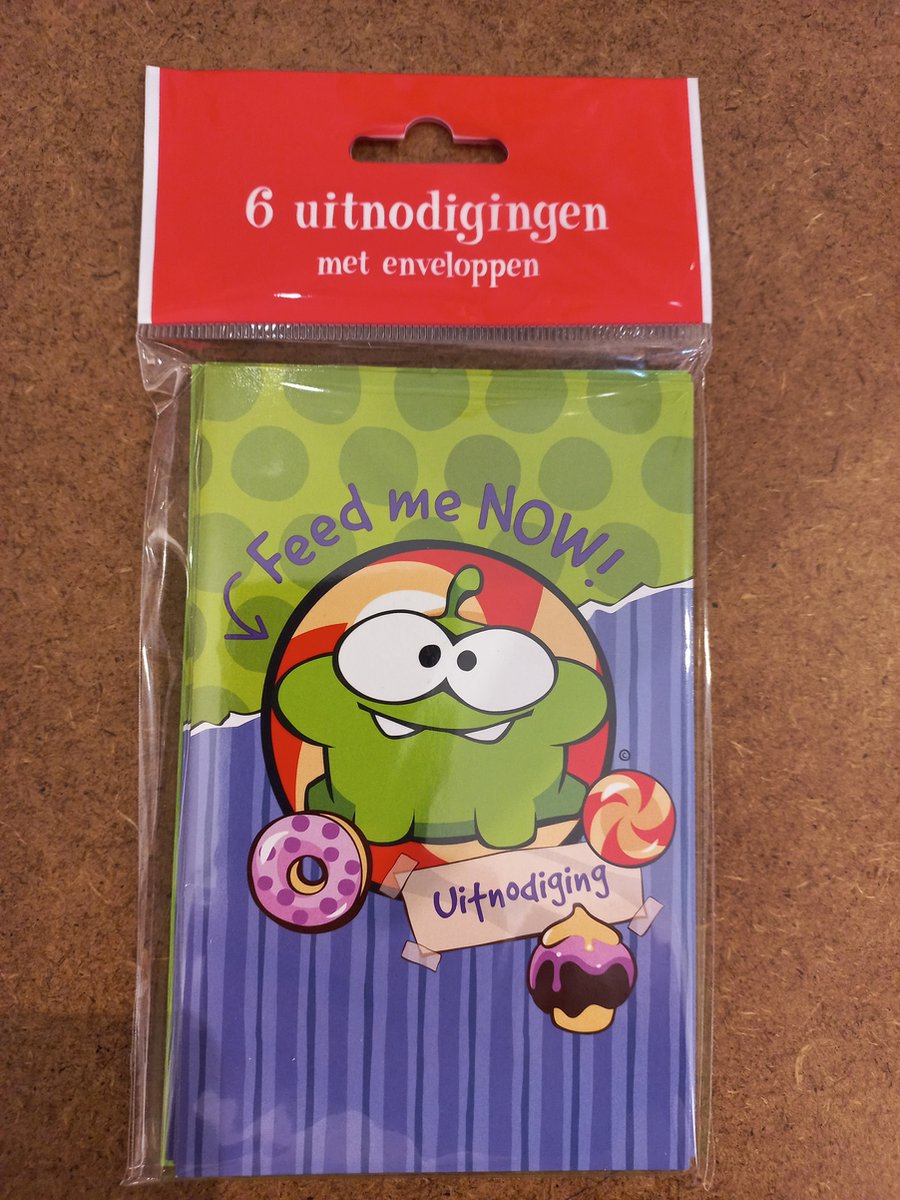 6 uitnodigingen
met enveloppen
Feed me NOW!
©
Uitnodiging